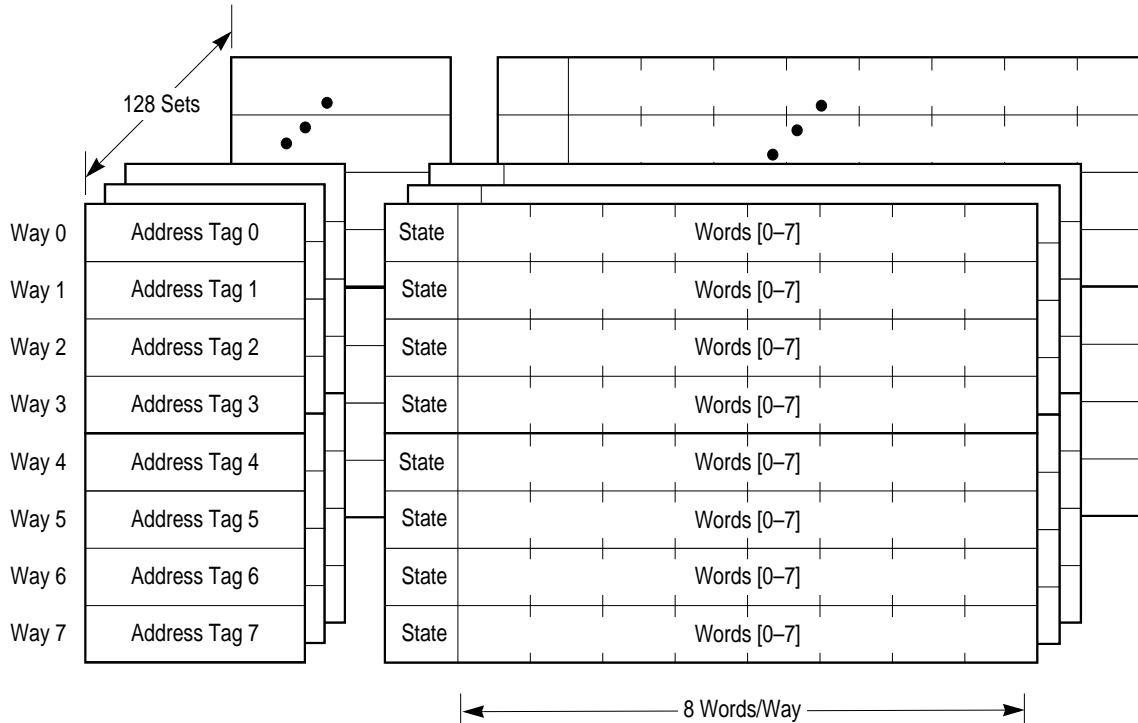 128 Sets
Way 0 Address Tag 0 State Words [0–7]
Way 1 Address Tag 1 State Words [0–7]
Way 2 Address Tag 2 State Words [0–7]
Way 3 Address Tag 3 State Words [0–7]
Way 4 Address Tag 4 State Words [0–7]
Way 5 Address Tag 5 State Words [0–7]
Way 6 Address Tag 6 State Words [0–7]
Way 7 Address Tag 7 State Words [0–7]
8 Words/Way